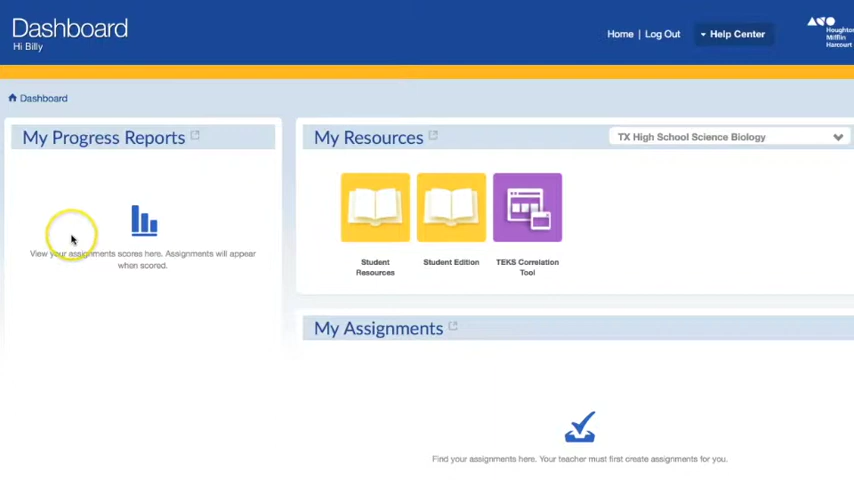 Dashboard
Hi Billy
Home | Log Out
Help Center
Houghton
Mifflin
Harcourt
Dashboard
My Progress Reports
View your assignments scores here. Assignments will appear
when scored.
My Resources
TX High School Science Biology
Student
Resources
Student Edition
TEKS Correlation
Tool
My Assignments
Find your assignments here. Your teacher must first create assignments for you.